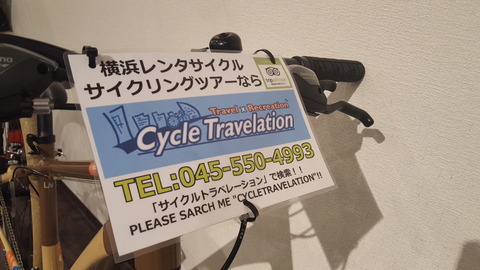 横浜レンタサイクル
サイクリングツアーなら
Travel x Recreation
Cycle Travelation
TEL:045-550-4993
「サイクルトラベレーション」で検索！！
PLEASE SARCH ME "CYCLETRAVELATION"!!